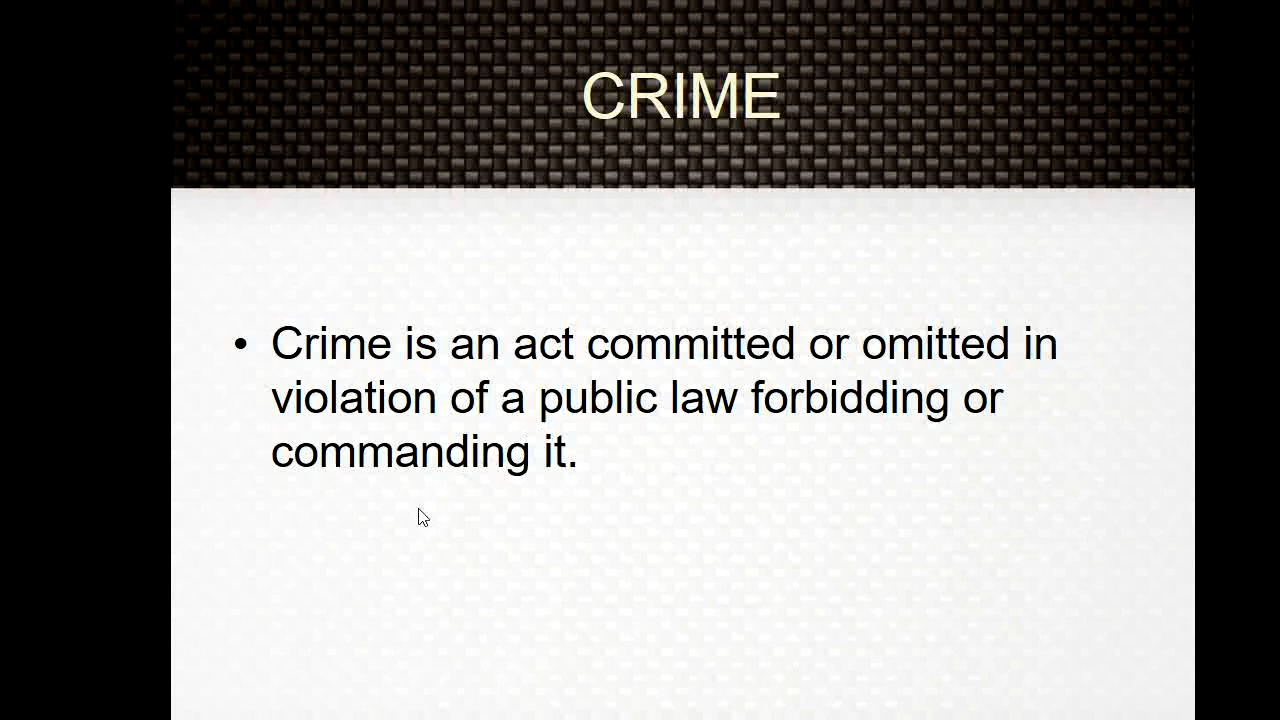 CRIME
• Crime is an act committed or omitted in
violation of a public law forbidding or
commanding it.